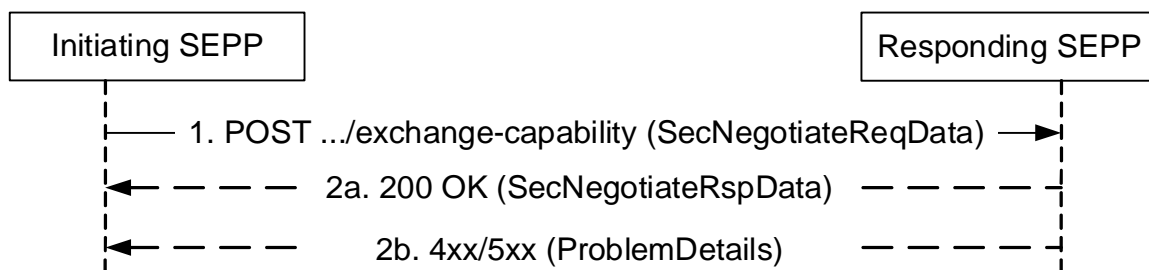 Initiating SEPP
Responding SEPP
1. POST .../exchange-capability (SecNegotiateReqData)
2a. 200 OK (SecNegotiateRspData)
2b. 4xx/5xx (ProblemDetails)